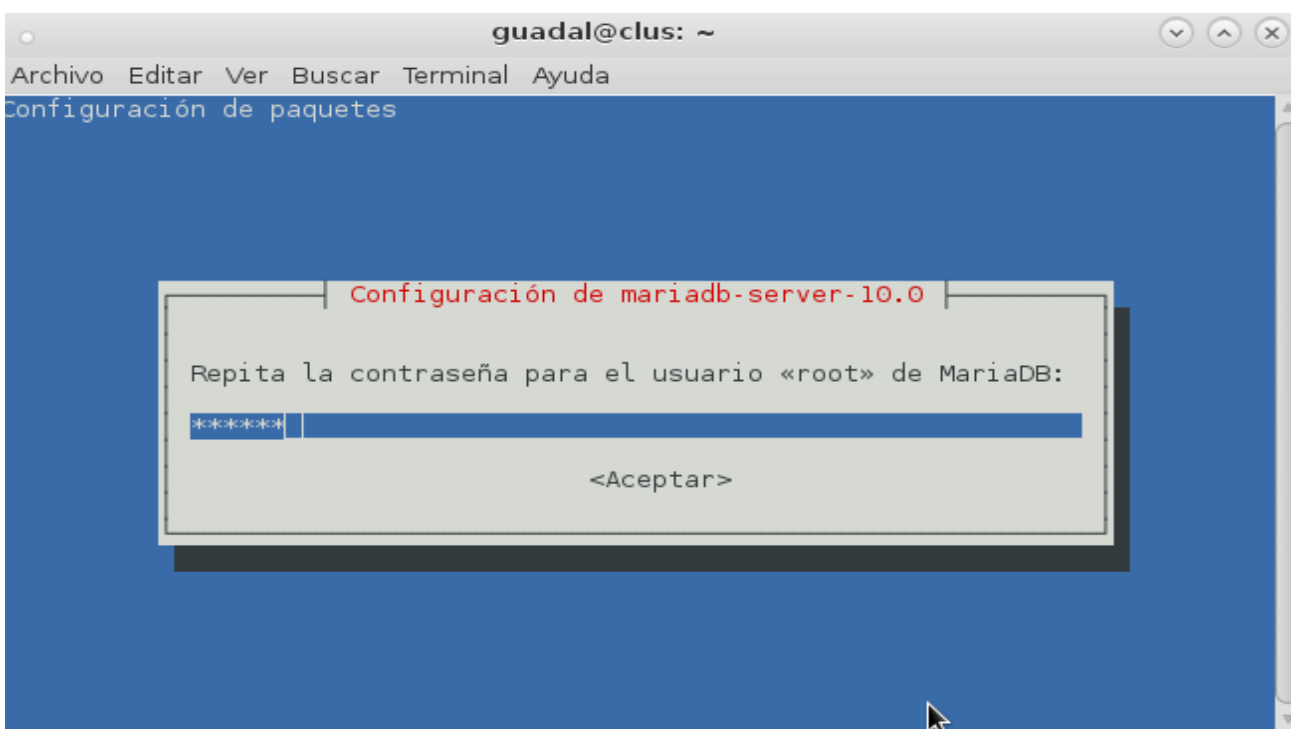 guadal@clus: ~
Archivo Editar Ver Buscar Terminal Ayuda
Configuración de paquetes
Configuración de mariadb-server-10.0
Repita la contraseña para el usuario «root» de MariaDB:
******
<Aceptar>